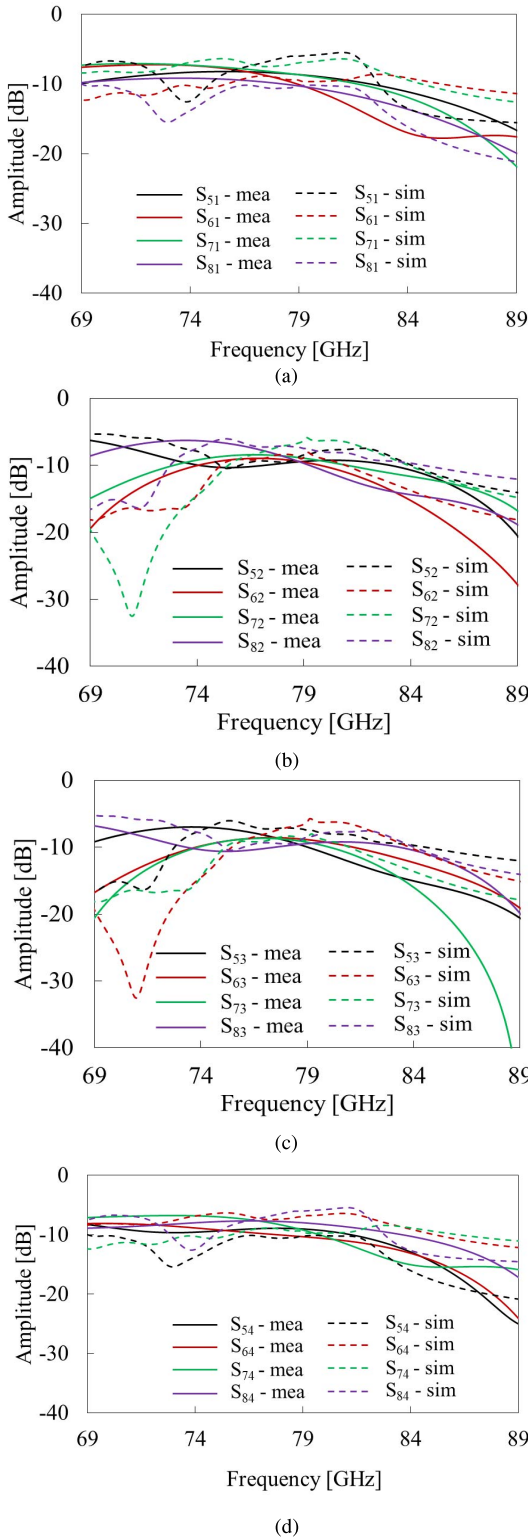 0
-10
-20
-30
-40
Amplitude [dB]
S51 - mea S51 - sim
S61 - mea S61 - sim
S71 - mea S71 - sim
S81 - mea S81 - sim
69 74 79 84 89
Frequency [GHz]
(a)
0
-10
-20
-30
-40
Amplitude [dB]
S52 - mea S52 - sim
S62 - mea S62 - sim
S72 - mea S72 - sim
S82 - mea S82 - sim
69 74 79 84 89
Frequency [GHz]
(b)
0
-10
-20
-30
-40
Amplitude [dB]
S53 - mea S53 - sim
S63 - mea S63 - sim
S73 - mea S73 - sim
S83 - mea S83 - sim
69 74 79 84 89
Frequency [GHz]
(c)
0
-10
-20
-30
-40
Amplitude [dB]
S54 - mea S54 - sim
S64 - mea S64 - sim
S74 - mea S74 - sim
S84 - mea S84 - sim
69 74 79 84 89
Frequency [GHz]
(d)